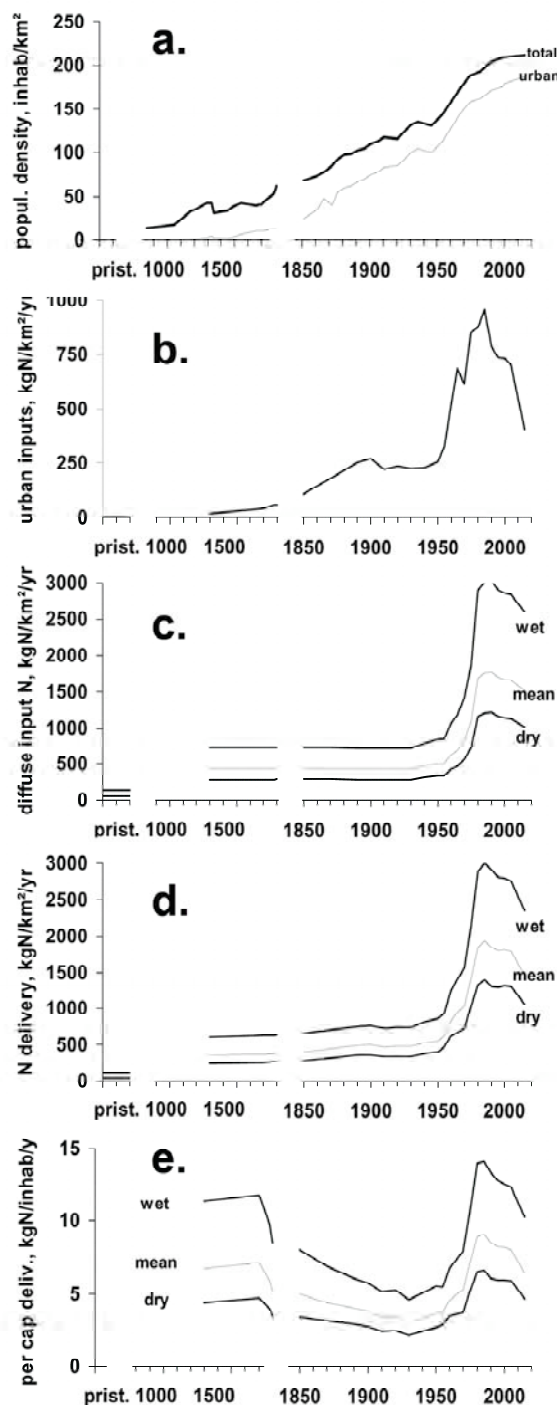 a.
popul. density, inhab/km²
250
200
150
100
50
0
total
urban
prist. 1000 1500 1850 1900 1950 2000
b.
urban inputs, kgN/km²/yr
1000
750
500
250
0
prist. 1000 1500 1850 1900 1950 2000
c.
diffuse input N, kgN/km²/yr
3000
2500
2000
1500
1000
500
0
wet
mean
dry
prist. 1000 1500 1850 1900 1950 2000
d.
N delivery, kgN/km²/yr
3000
2500
2000
1500
1000
500
0
wet
mean
dry
prist. 1000 1500 1850 1900 1950 2000
e.
per cap deliv., kgN/inhab/y
15
10
5
0
wet
mean
dry
prist. 1000 1500 1850 1900 1950 2000